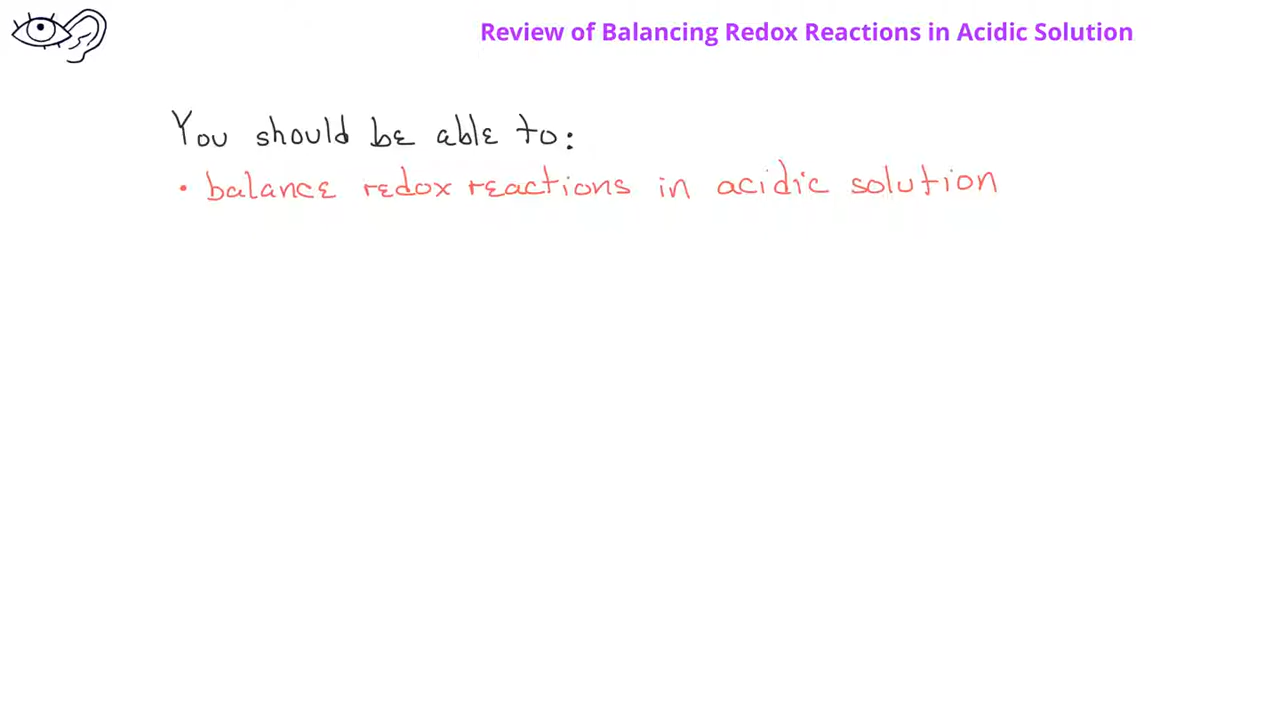 Review of Balancing Redox Reactions in Acidic Solution
You should be able to:
• balance redox reactions in acidic solution